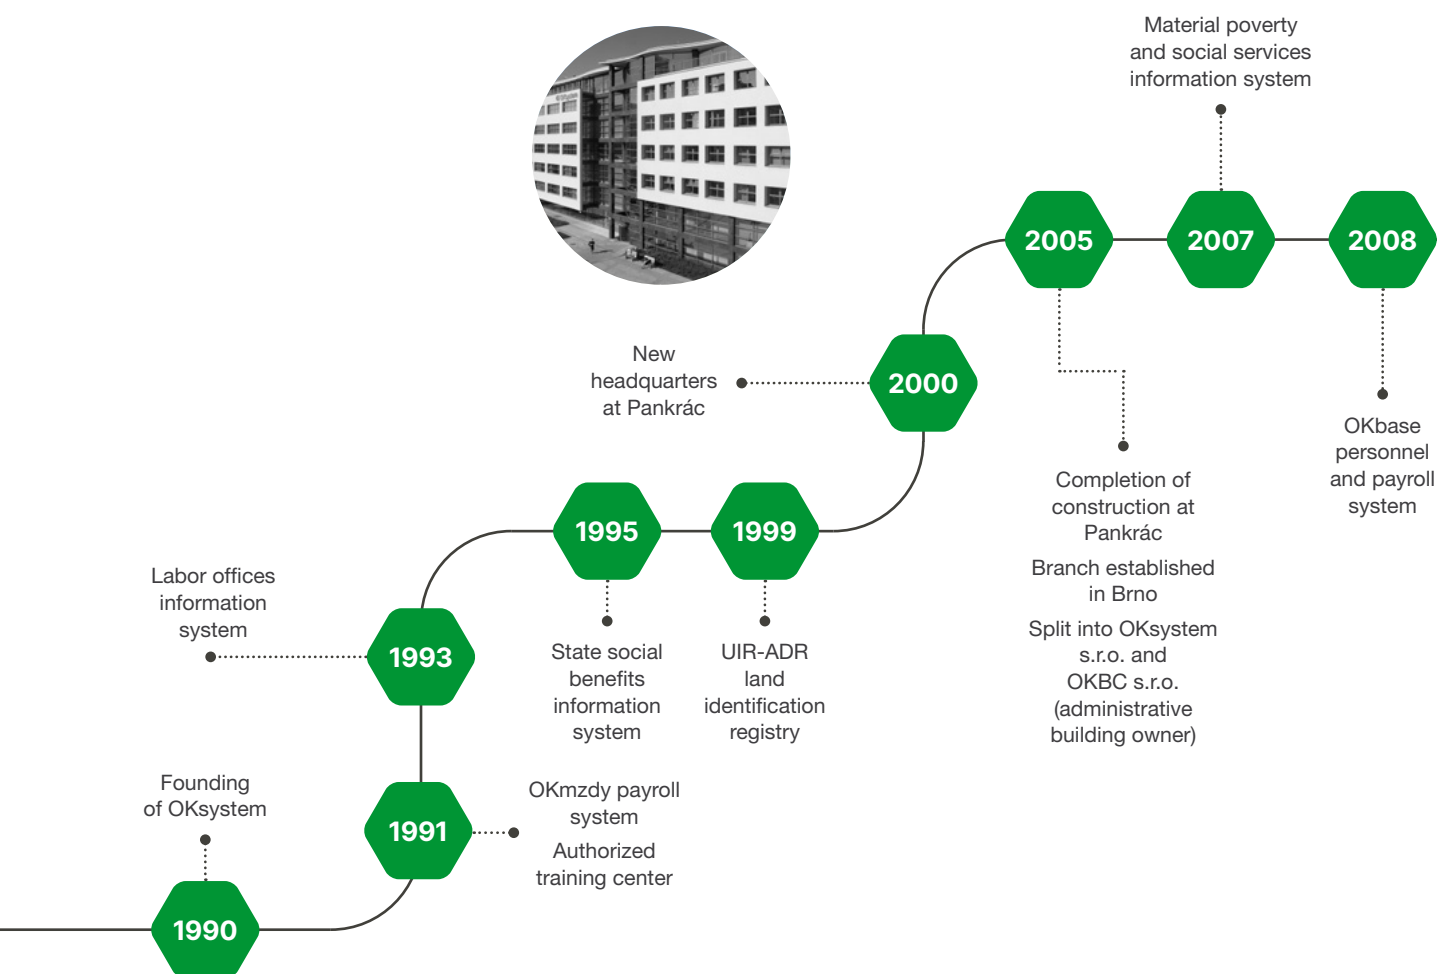 Material poverty
and social services
information system
2005
2007
2008
New
headquarters
at Pankrác
2000
OKbase
personnel
and payroll
system
Completion of
construction at
Pankrác
Branch established
in Brno
Split into OKsystem
s.r.o. and
OKBC s.r.o.
(administrative
building owner)
1995
1999
Labor offices
information
system
1993
State social
benefits
information
system
UIR-ADR
land
identification
registry
Founding
of OKsystem
1991
OKmzdy payroll
system
Authorized
training center
1990